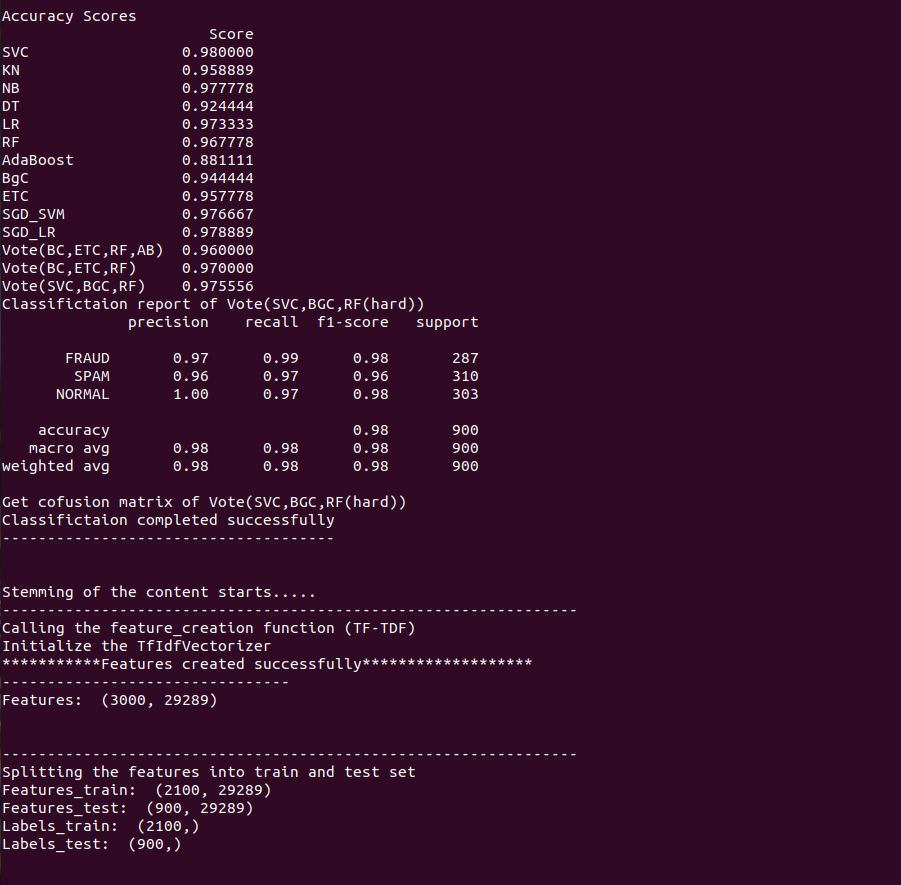 Accuracy Scores
Score
SVC 0.980000
KN 0.958889
NB 0.977778
DT 0.924444
LR 0.973333
RF 0.967778
AdaBoost 0.881111
BgC 0.944444
ETC 0.957778
SGD_SVM 0.976667
SGD_LR 0.978889
Vote(BC,ETC,RF,AB) 0.960000
Vote(BC,ETC,RF) 0.970000
Vote(SVC,BGC,RF) 0.975556
Classifictaion report of Vote(SVC,BGC,RF(hard))
precision recall f1-score support
FRAUD 0.97 0.99 0.98 287
SPAM 0.96 0.97 0.96 310
NORMAL 1.00 0.97 0.98 303
accuracy 0.98 900
macro avg 0.98 0.98 0.98 900
weighted avg 0.98 0.98 0.98 900
Get cofusion matrix of Vote(SVC,BGC,RF(hard))
Classifictaion completed successfully
-------------------------------------
Stemming of the content starts.....
----------------------------------------------------------------
Calling the feature_creation function (TF-TDF)
Initialize the TfIdfVectorizer
***********Features created successfully*******************
--------------------------------
Features:  (3000, 29289)
----------------------------------------------------------------
Splitting the features into train and test set
Features_train:  (2100, 29289)
Features_test:  (900, 29289)
Labels_train:  (2100,)
Labels_test:  (900,)